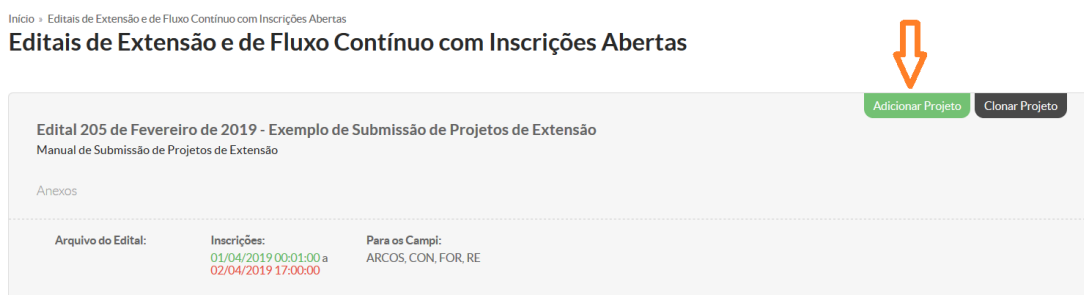 Início » Editais de Extensão e de Fluxo Contínuo com Inscrições Abertas
Editais de Extensão e de Fluxo Contínuo com Inscrições Abertas
Adicionar Projeto Clonar Projeto
Edital 205 de Fevereiro de 2019 - Exemplo de Submissão de Projetos de Extensão
Manual de Submissão de Projetos de Extensão
Anexos
Arquivo do Edital: Inscrições: Para os Campi:
01/04/2019 00:01:00 a ARCOS, CON, FOR, RE
02/04/2019 17:00:00